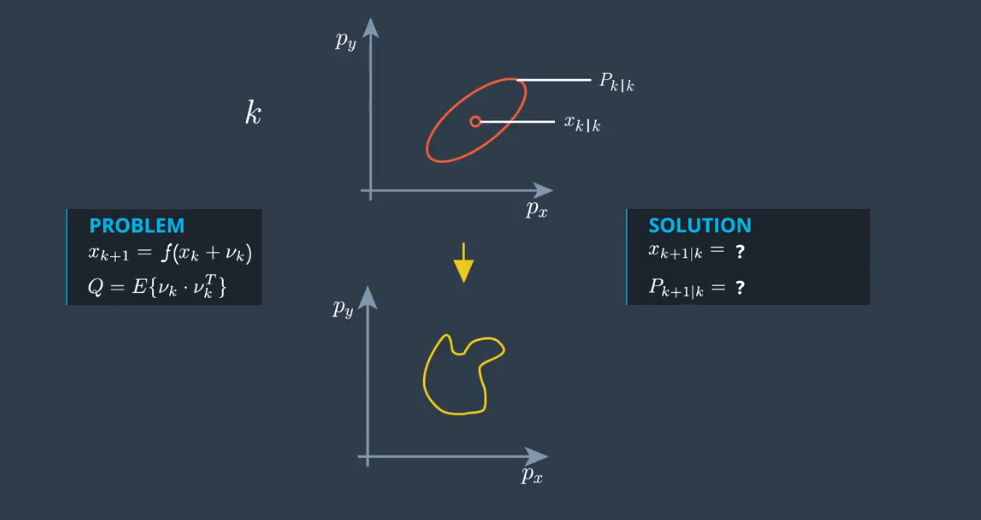 p_y
P_{k|k}
k
x_{k|k}
p_x
PROBLEM
x_{k+1} = f(x_k + ν_k)
Q = E{ν_k · ν_k^T}
SOLUTION
x_{k+1|k} = ?
P_{k+1|k} = ?
p_y
p_x